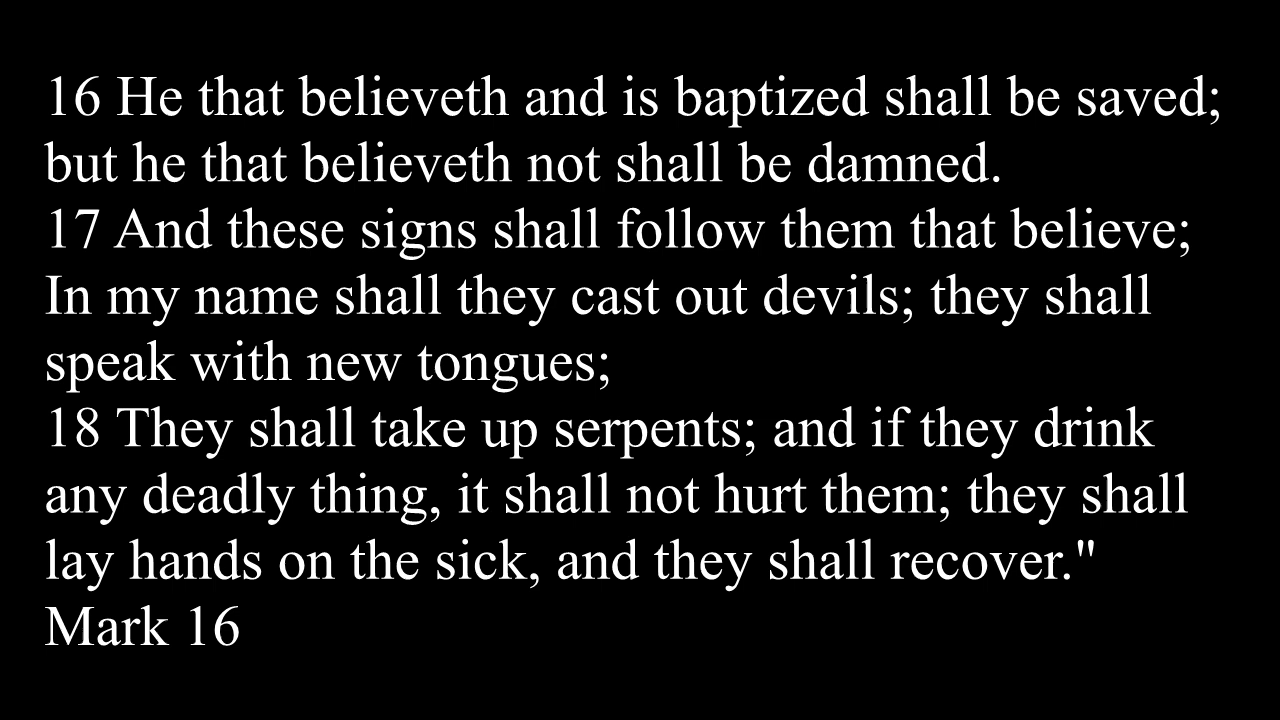 16 He that believeth and is baptized shall be saved;
but he that believeth not shall be damned.
17 And these signs shall follow them that believe;
In my name shall they cast out devils; they shall
speak with new tongues;
18 They shall take up serpents; and if they drink
any deadly thing, it shall not hurt them; they shall
lay hands on the sick, and they shall recover."
Mark 16